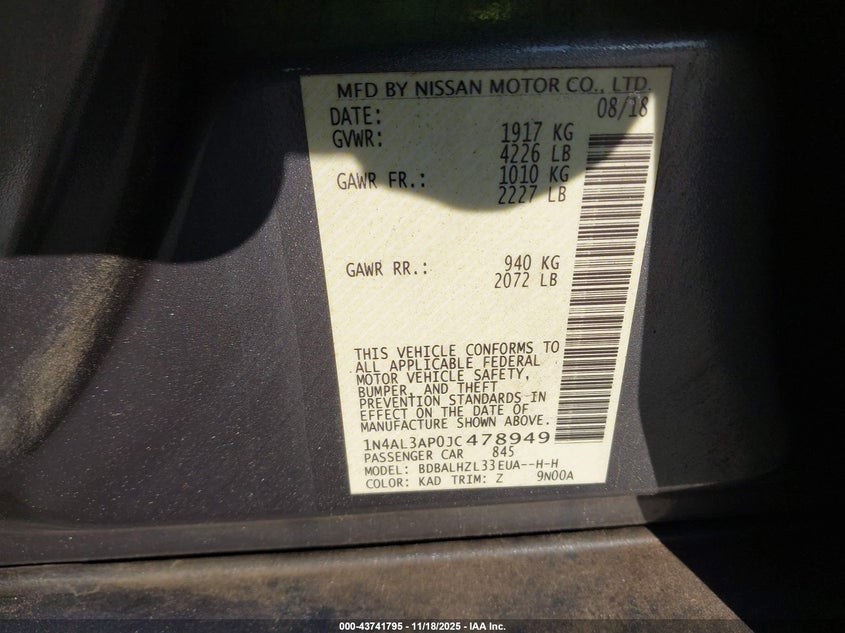 MFD BY NISSAN MOTOR CO., LTD.
DATE: 08/18
GVWR: 1917 KG
4226 LB
GAWR FR.: 1010 KG
2227 LB
GAWR RR.: 940 KG
2072 LB
THIS VEHICLE CONFORMS TO
ALL APPLICABLE FEDERAL
MOTOR VEHICLE SAFETY,
BUMPER, AND THEFT
PREVENTION STANDARDS IN
EFFECT ON THE DATE OF
MANUFACTURE SHOWN ABOVE.
1N4AL3AP0JC478949
PASSENGER CAR 845
MODEL: BDBALHZL33EUA--H-H
COLOR: KAD TRIM: Z 9N00A
000-43741795 - 11/18/2025 - IAA Inc.